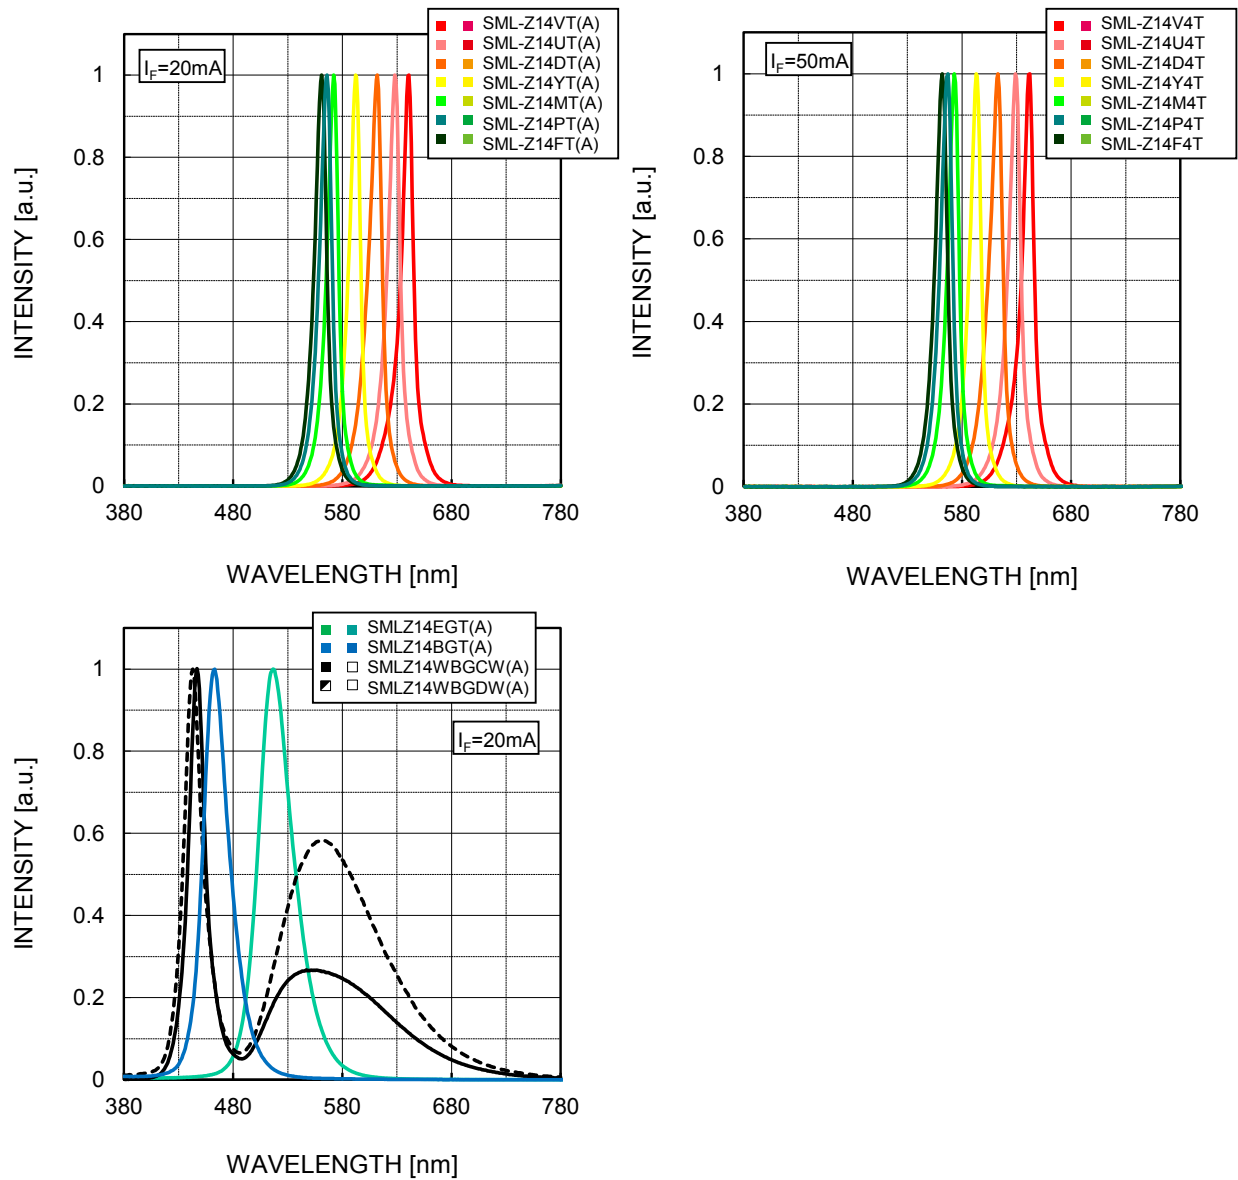 SML-Z14VT(A)
SML-Z14UT(A)
SML-Z14DT(A)
SML-Z14YT(A)
SML-Z14MT(A)
SML-Z14PT(A)
SML-Z14FT(A)
IF=20mA
INTENSITY [a.u.]
1
0.8
0.6
0.4
0.2
0
380 480 580 680 780
WAVELENGTH [nm]
SML-Z14V4T
SML-Z14U4T
SML-Z14D4T
SML-Z14Y4T
SML-Z14M4T
SML-Z14P4T
SML-Z14F4T
IF=50mA
INTENSITY [a.u.]
1
0.8
0.6
0.4
0.2
0
380 480 580 680 780
WAVELENGTH [nm]
SMLZ14EGT(A)
SMLZ14BGT(A)
SMLZ14WBGCW(A)
SMLZ14WBGDW(A)
IF=20mA
INTENSITY [a.u.]
1
0.8
0.6
0.4
0.2
0
380 480 580 680 780
WAVELENGTH [nm]